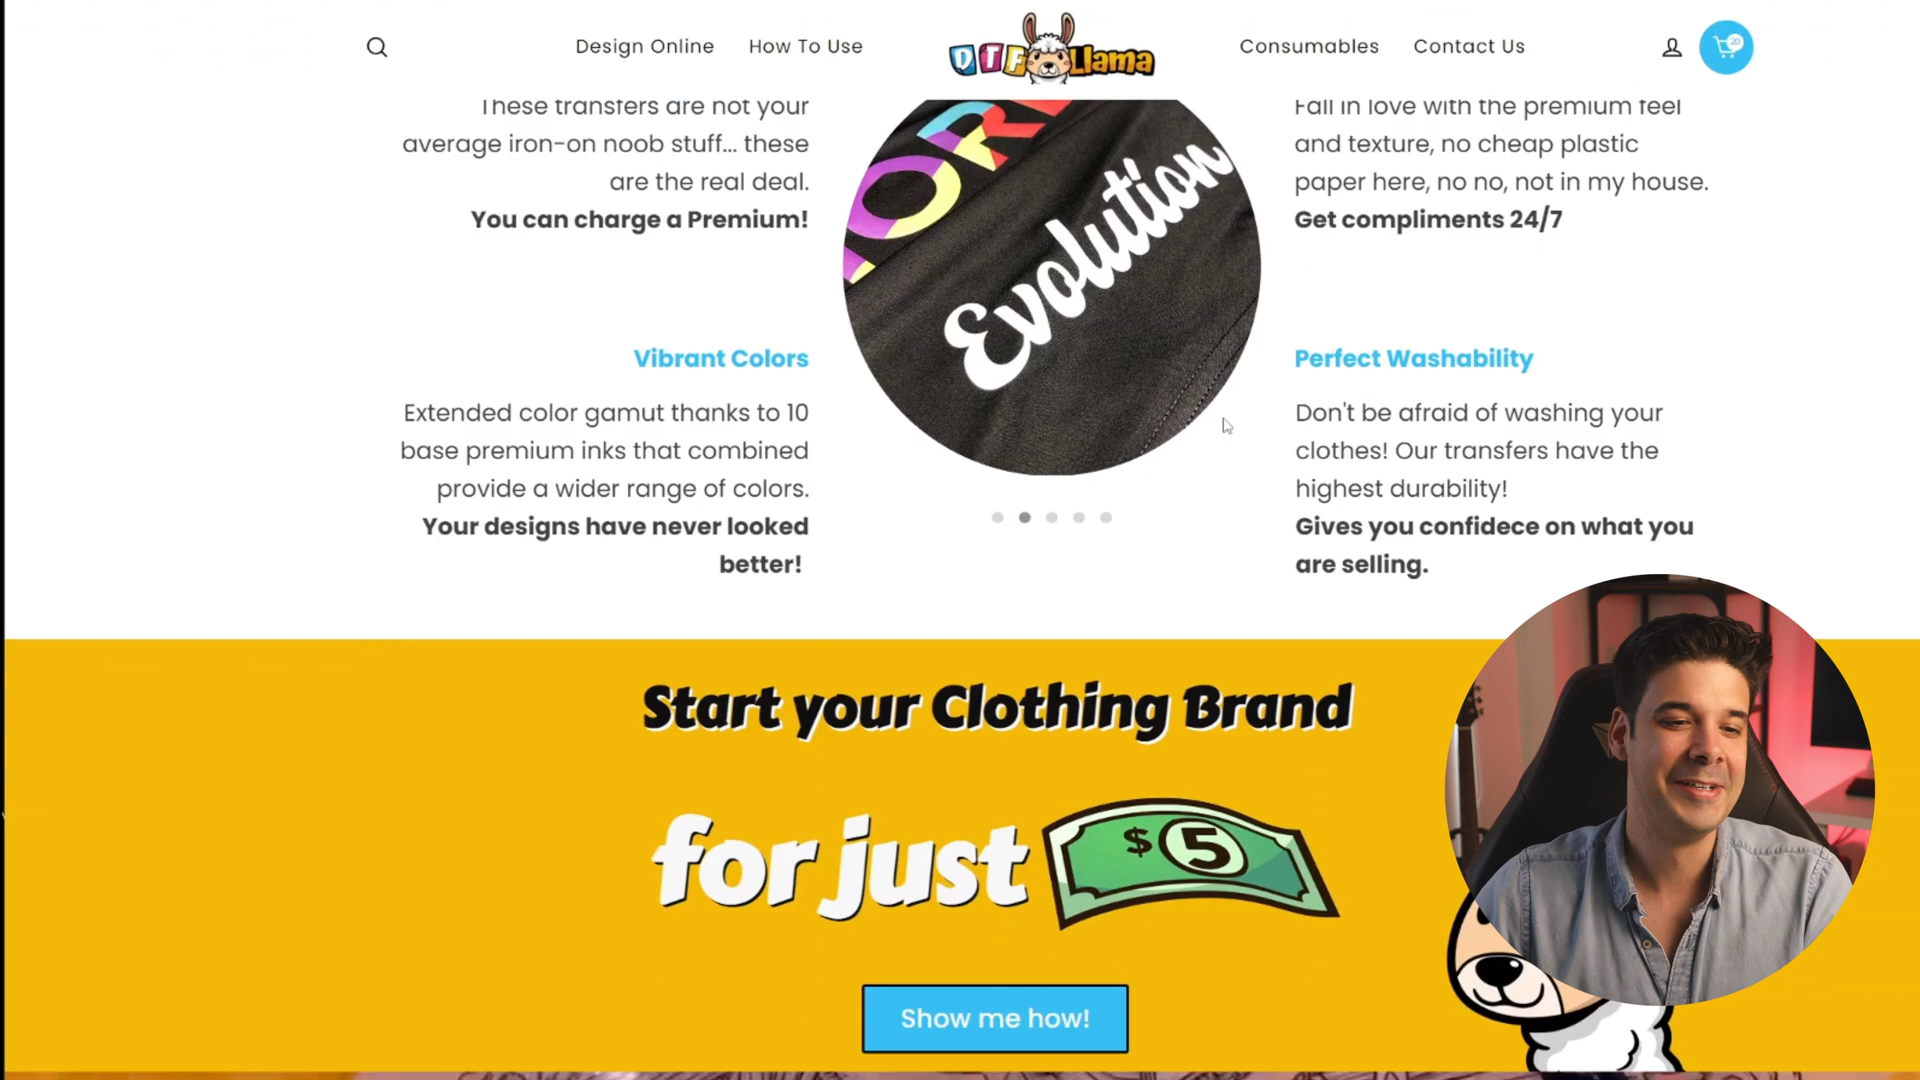 Design Online
How To Use
DTF Llama
Consumables
Contact Us
20
These transfers are not your
average iron-on noob stuff... these
are the real deal.
You can charge a Premium!
Vibrant Colors
Extended color gamut thanks to 10
base premium inks that combined
provide a wider range of colors.
Your designs have never looked
better!
ORE
Evolution
Fall in love with the premium feel
and texture, no cheap plastic
paper here, no no, not in my house.
Get compliments 24/7
Perfect Washability
Don't be afraid of washing your
clothes! Our transfers have the
highest durability!
Gives you confidece on what you
are selling.
Start your Clothing Brand
for just
$5
Show me how!